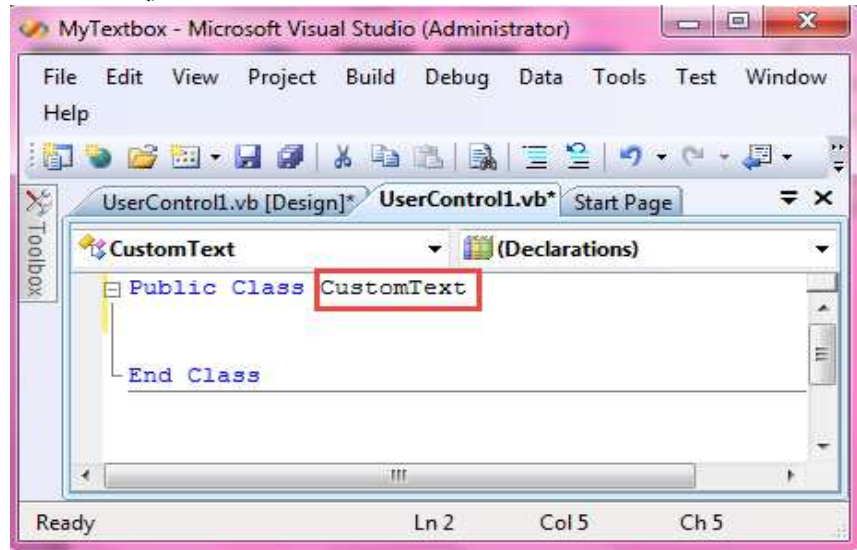 MyTextbox - Microsoft Visual Studio (Administrator)
File Edit View Project Build Debug Data Tools Test Window
Help
UserControl1.vb [Design]* UserControl1.vb* Start Page
Toolbox
CustomText (Declarations)
Public Class CustomText
End Class
Ready Ln 2 Col 5 Ch 5